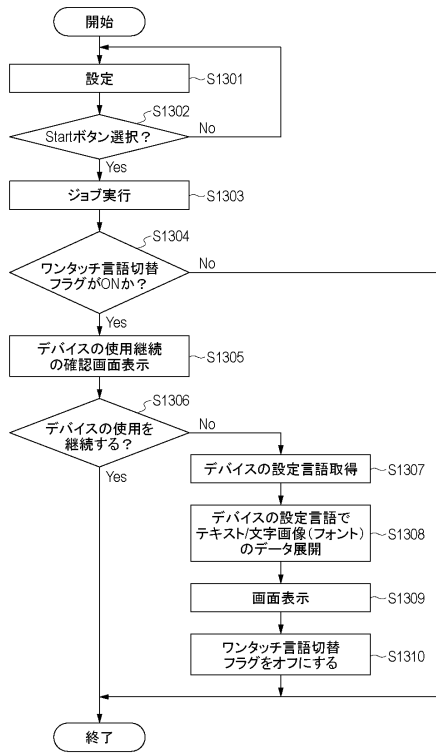 開始
設定
S1301
S1302
Startボタン選択？
No
Yes
ジョブ実行
S1303
S1304
ワンタッチ言語切替
フラグがONか？
No
Yes
デバイスの使用継続
の確認画面表示
S1305
S1306
デバイスの使用を
継続する？
No
Yes
デバイスの設定言語取得
S1307
デバイスの設定言語で
テキスト/文字画像（フォント）
のデータ展開
S1308
画面表示
S1309
ワンタッチ言語切替
フラグをオフにする
S1310
終了